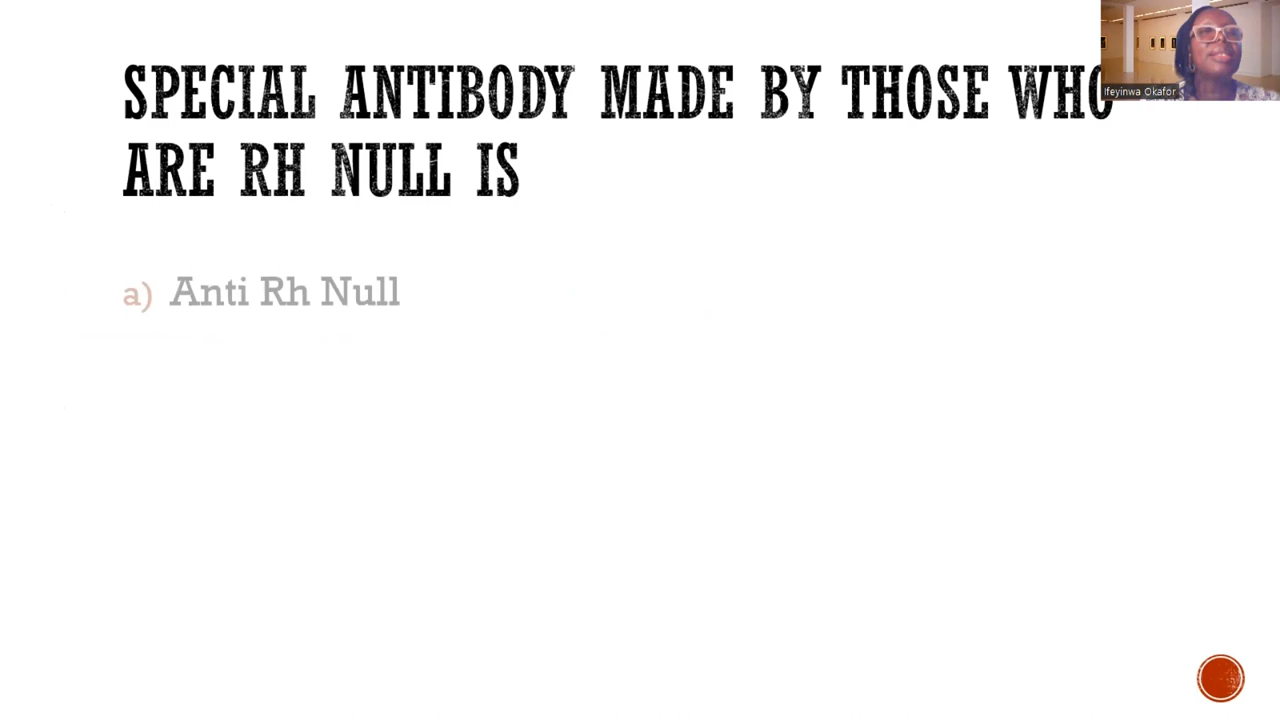 SPECIAL ANTIBODY MADE BY THOSE WHO
ARE RH NULL IS
Ifeyinwa Okafor
a) Anti Rh Null